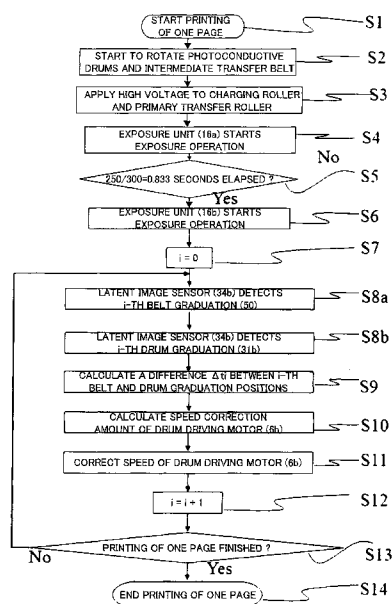 START PRINTING
OF ONE PAGE
S1
START TO ROTATE PHOTOCONDUCTIVE
DRUMS AND INTERMEDIATE TRANSFER BELT
S2
APPLY HIGH VOLTAGE TO CHARGING ROLLER
AND PRIMARY TRANSFER ROLLER
S3
EXPOSURE UNIT (16a) STARTS
EXPOSURE OPERATION
S4
No
250/300=0.833 SECONDS ELAPSED ?
S5
Yes
EXPOSURE UNIT (16b) STARTS
EXPOSURE OPERATION
S6
i = 0
S7
LATENT IMAGE SENSOR (34b) DETECTS
i-TH BELT GRADUATION (50)
S8a
LATENT IMAGE SENSOR (34b) DETECTS
i-TH DRUM GRADUATION (31b)
S8b
CALCULATE A DIFFERENCE Δti BETWEEN i-TH
BELT AND DRUM GRADUATION POSITIONS
S9
CALCULATE SPEED CORRECTION
AMOUNT OF DRUM DRIVING MOTOR (6b)
S10
CORRECT SPEED OF DRUM DRIVING MOTOR (6b)
S11
i = i + 1
S12
PRINTING OF ONE PAGE FINISHED ?
S13
No
Yes
END PRINTING OF ONE PAGE
S14